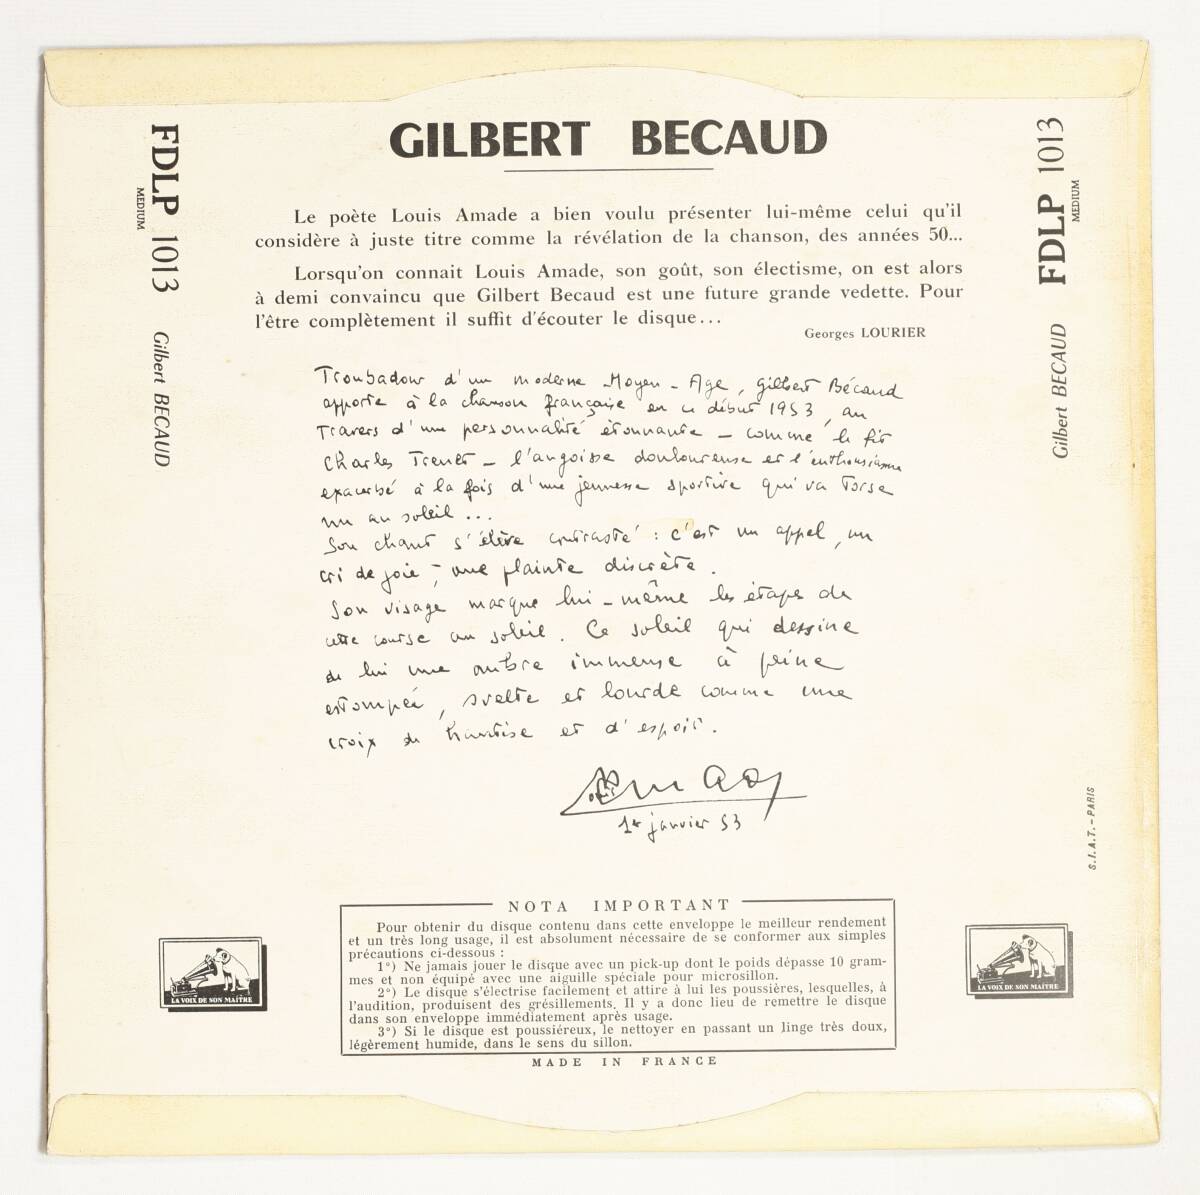 GILBERT BECAUD
Le poète Louis Amade a bien voulu présenter lui-même celui qu'il
considère à juste titre comme la révélation de la chanson, des années 50...
Lorsqu'on connait Louis Amade, son goût, son électisme, on est alors
à demi convaincu que Gilbert Becaud est une future grande vedette. Pour
l'être complètement il suffit d'écouter le disque...
Georges LOURIER
Troubadour d'un moderne Moyen-Age, Gilbert Bécaud
apporte à la chanson française en ce début 1953, au
travers d'une personnalité étonnante - comme le fit
Charles Trenet - l'angoisse douloureuse et l'enthousiasme
exacerbé à la fois d'une jeunesse sportive qui va torse
nu au soleil...
Son chant s'élève contrasté : c'est un appel, un
cri de joie, une plainte discrète.
Son visage marque lui-même les étapes de
cette course au soleil. Ce soleil qui dessine
de lui une ombre immense à peine
estompée, svelte et lourde comme une
croix de hantise et d'espoir.
1er janvier 53
FDLP 1013
MEDIUM
Gilbert BECAUD
FDLP 1013
MEDIUM
Gilbert BECAUD
S.I.A.T. - PARIS
NOTA IMPORTANT
Pour obtenir du disque contenu dans cette enveloppe le meilleur rendement
et un très long usage, il est absolument nécessaire de se conformer aux simples
précautions ci-dessous :
1°) Ne jamais jouer le disque avec un pick-up dont le poids dépasse 10 gram-
mes et non équipé avec une aiguille spéciale pour microsillon.
2°) Le disque s'électrise facilement et attire à lui les poussières, lesquelles, à
l'audition, produisent des grésillements. Il y a donc lieu de remettre le disque
dans son enveloppe immédiatement après usage.
3°) Si le disque est poussiéreux, le nettoyer en passant un linge très doux,
légèrement humide, dans le sens du sillon.
MADE IN FRANCE
LA VOIX DE SON MAITRE
LA VOIX DE SON MAITRE